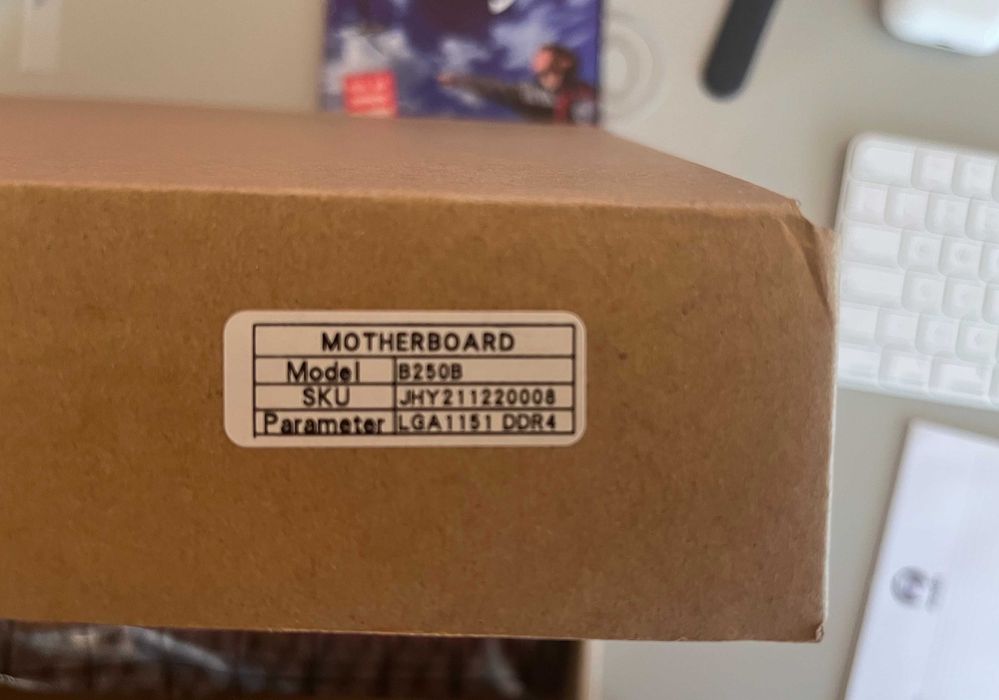 MOTHERBOARD
Model B250B
SKU JHY211220008
Parameter LGA1151 DDR4